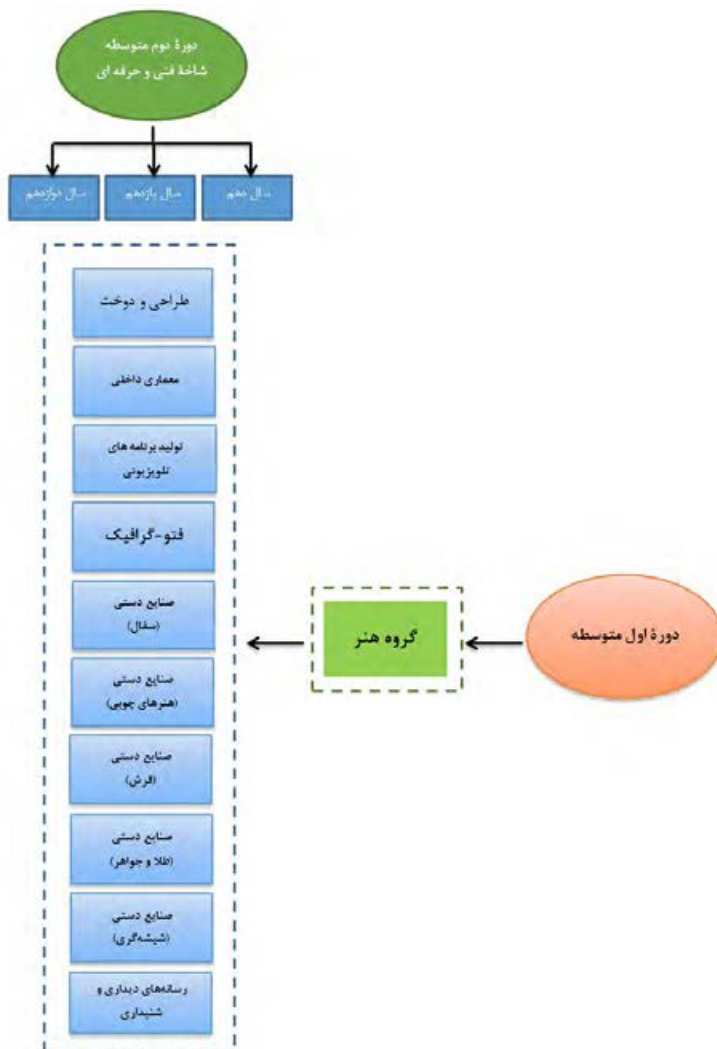 دورهٔ دوم متوسطه
شاخهٔ فنی و حرفه ای
سال دهم
سال یازدهم
سال دوازدهم
طراحی و دوخت
معماری داخلی
تولید برنامه های
تلویزیونی
فتو-گرافیک
صنایع دستی
(سفال)
صنایع دستی
(هنرهای چوبی)
صنایع دستی
(فرش)
صنایع دستی
(طلا و جواهر)
صنایع دستی
(شیشه‌گری)
رسانه‌های دیداری و
شنیداری
گروه هنر
دورهٔ اول متوسطه